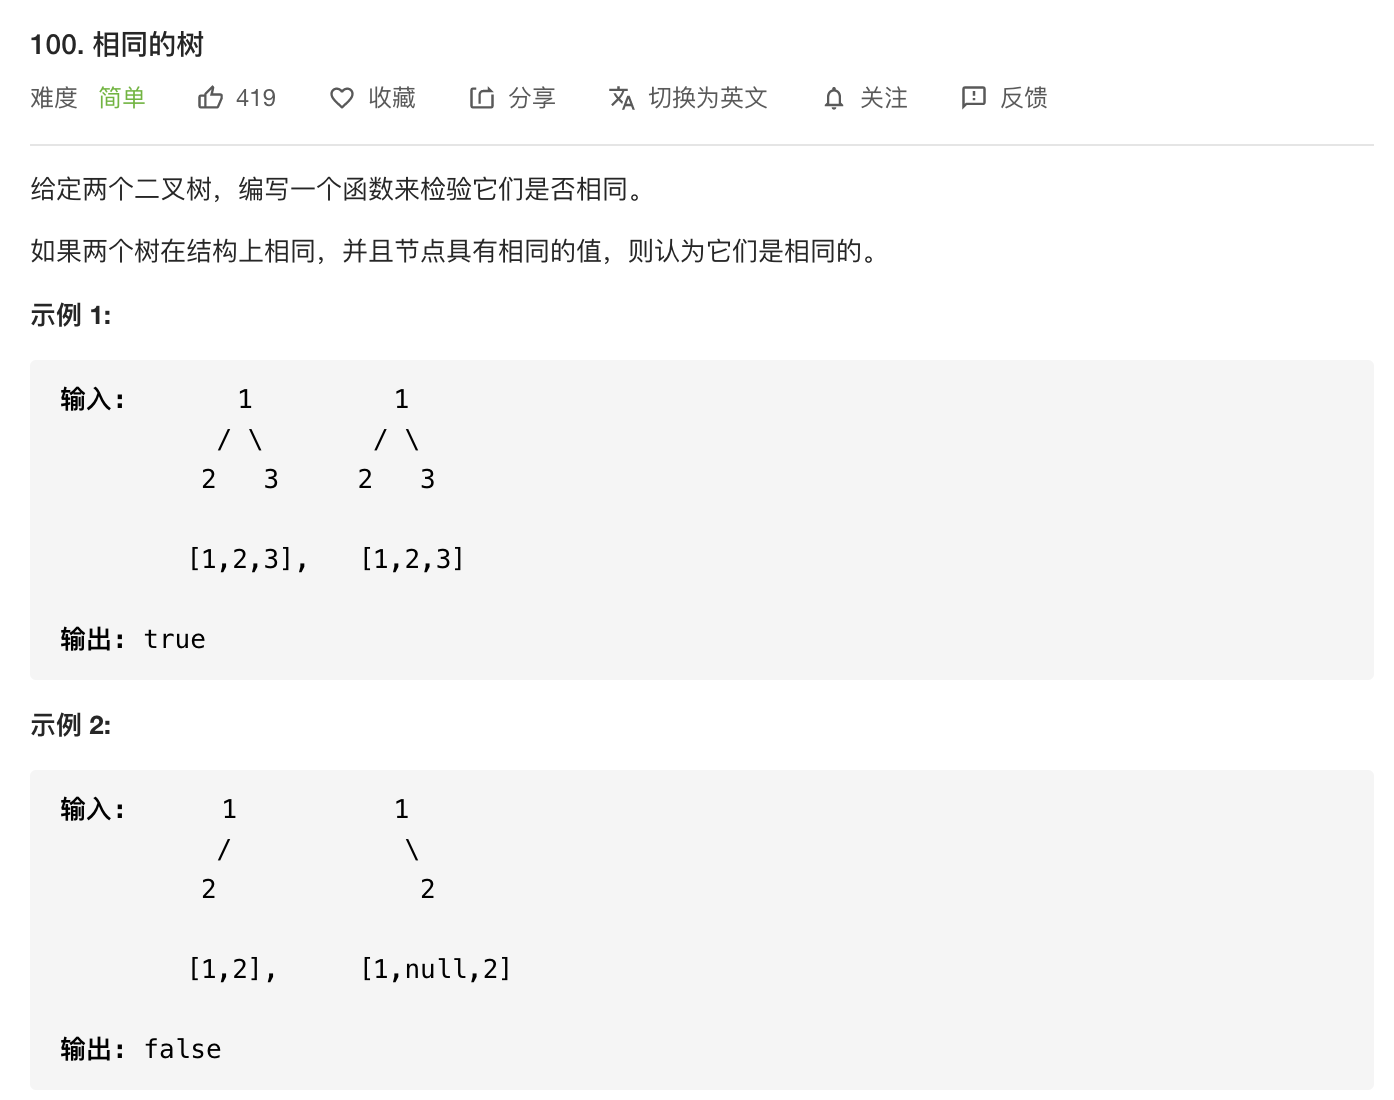 100. 相同的树
难度 简单 419 收藏 分享 切换为英文 关注 反馈
给定两个二叉树，编写一个函数来检验它们是否相同。
如果两个树在结构上相同，并且节点具有相同的值，则认为它们是相同的。
示例 1:
输入: 1 1
/ \ / \
2 3 2 3
[1,2,3], [1,2,3]
输出: true
示例 2:
输入: 1 1
/ \
2 2
[1,2], [1,null,2]
输出: false